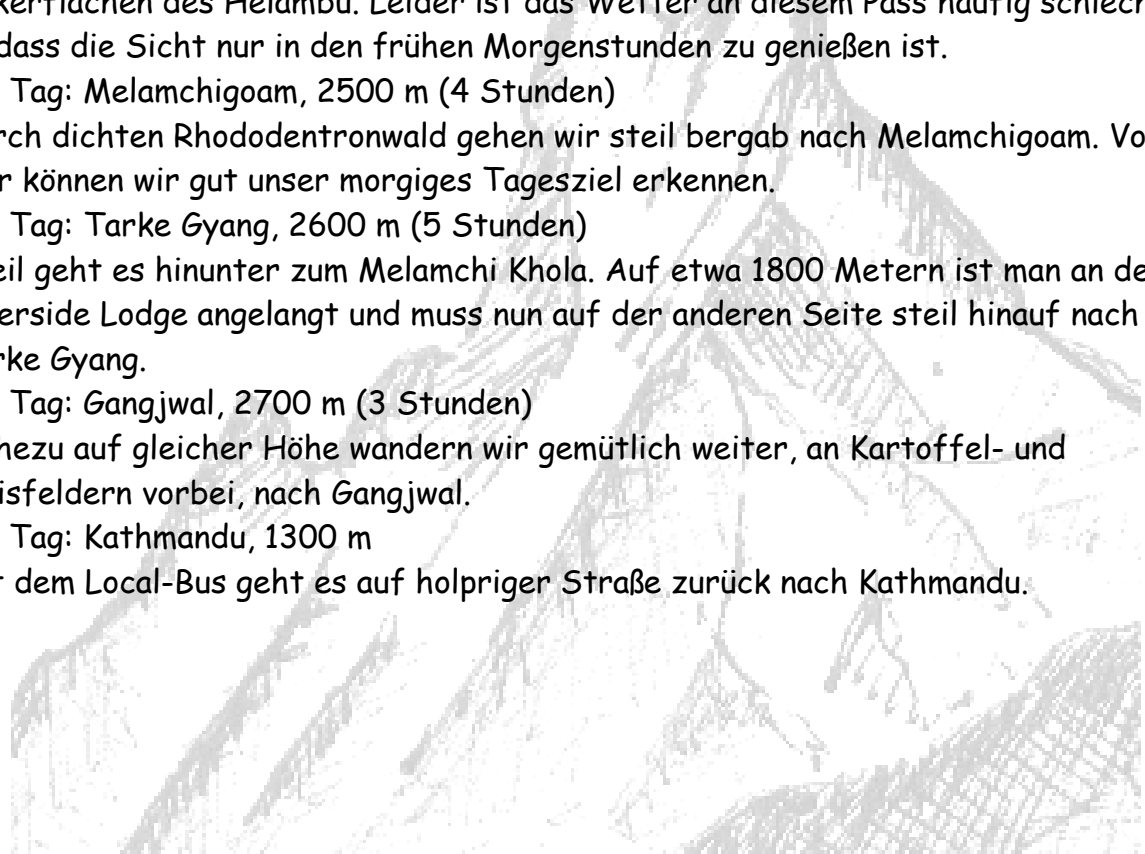 kerflächen des Helambu. Leider ist das Wetter an diesem Pass häufig schlech
dass die Sicht nur in den frühen Morgenstunden zu genießen ist.
Tag: Melamchigoam, 2500 m (4 Stunden)
rch dichten Rhododentronwald gehen wir steil bergab nach Melamchigoam. Vo
r können wir gut unser morgiges Tagesziel erkennen.
Tag: Tarke Gyang, 2600 m (5 Stunden)
eil geht es hinunter zum Melamchi Khola. Auf etwa 1800 Metern ist man an de
erside Lodge angelangt und muss nun auf der anderen Seite steil hinauf nach
rke Gyang.
Tag: Gangjwal, 2700 m (3 Stunden)
hezu auf gleicher Höhe wandern wir gemütlich weiter, an Kartoffel- und
isfeldern vorbei, nach Gangjwal.
Tag: Kathmandu, 1300 m
t dem Local-Bus geht es auf holpriger Straße zurück nach Kathmandu.